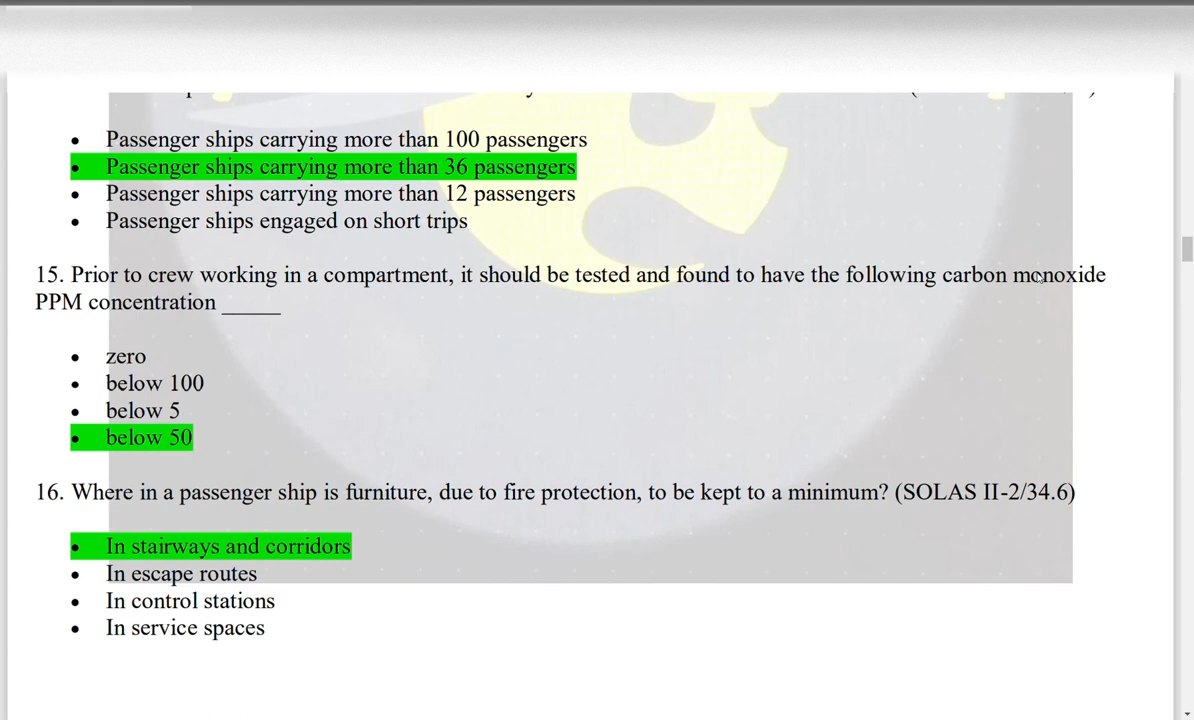 • Passenger ships carrying more than 100 passengers
• Passenger ships carrying more than 36 passengers
• Passenger ships carrying more than 12 passengers
• Passenger ships engaged on short trips
15. Prior to crew working in a compartment, it should be tested and found to have the following carbon monoxide
PPM concentration _____
• zero
• below 100
• below 5
• below 50
16. Where in a passenger ship is furniture, due to fire protection, to be kept to a minimum? (SOLAS II-2/34.6)
• In stairways and corridors
• In escape routes
• In control stations
• In service spaces